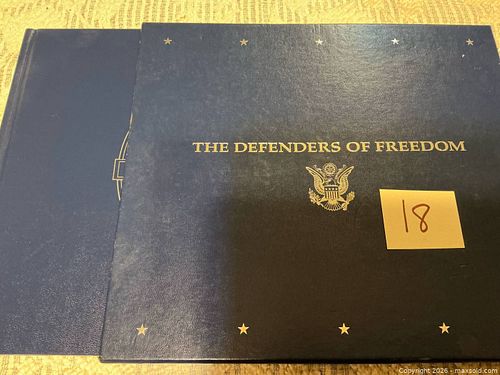 THE DEFENDERS OF FREEDOM
18
Copyright 2026 - maxsold.com